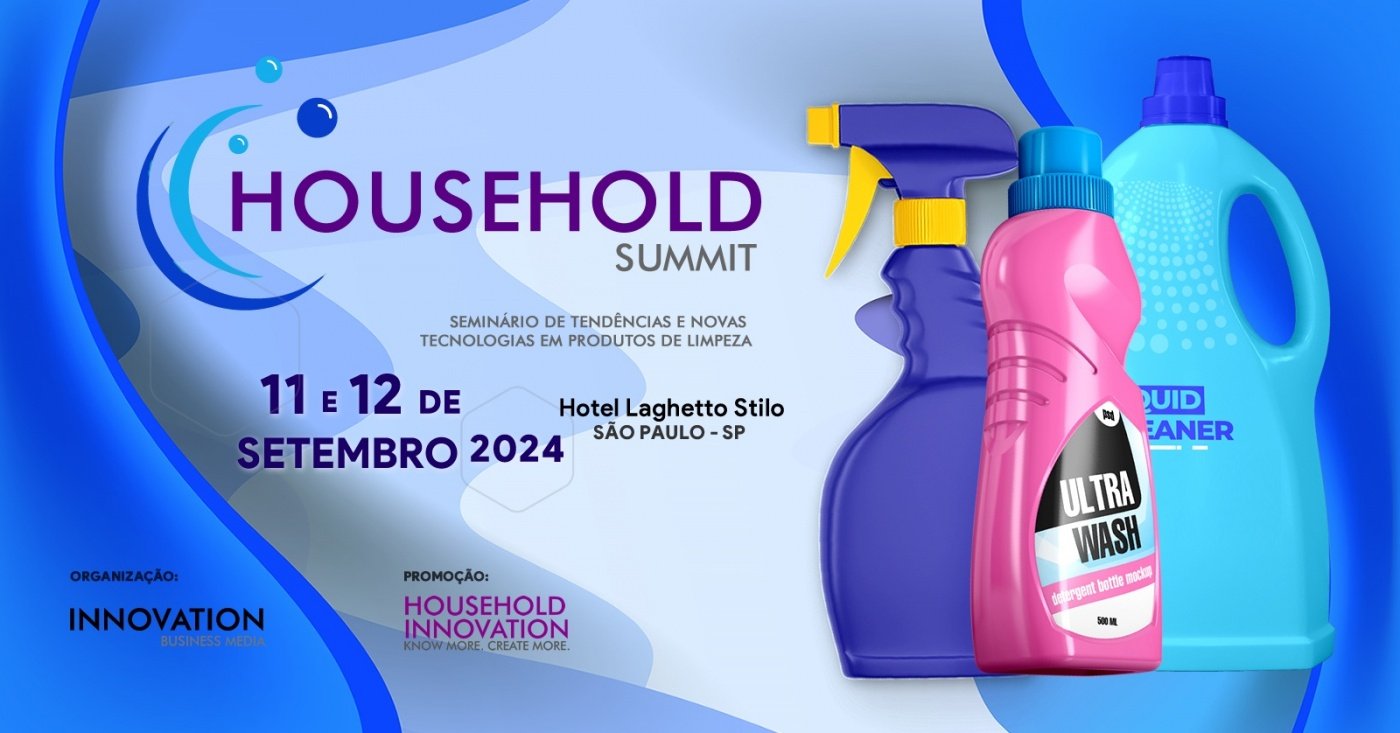 HOUSEHOLD
SUMMIT
SEMINÁRIO DE TENDÊNCIAS E NOVAS
TECNOLOGIAS EM PRODUTOS DE LIMPEZA
11 E 12 DE
SETEMBRO 2024
Hotel Laghetto Stilo
SÃO PAULO - SP
ORGANIZAÇÃO:
INNOVATION
BUSINESS MEDIA
PROMOÇÃO:
HOUSEHOLD
INNOVATION
KNOW MORE. CREATE MORE.
psd
ULTRA
WASH
detergent bottle mockup
500 ML
QUID
EANER